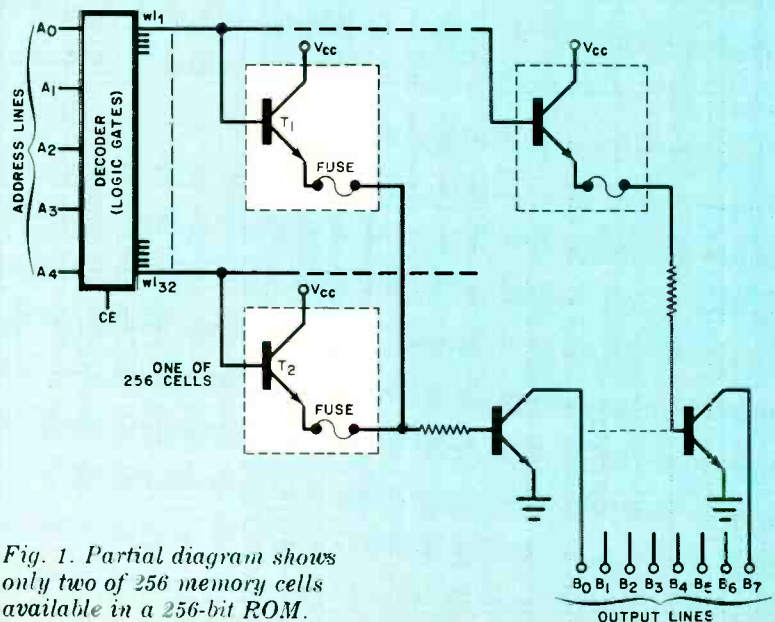 A0
A1
A2
A3
A4
ADDRESS LINES
DECODER
(LOGIC GATES)
CE
wl1
wl32
Vcc
T1
FUSE
Vcc
Vcc
T2
FUSE
ONE OF
256 CELLS
B0 B1 B2 B3 B4 B5 B6 B7
OUTPUT LINES
Fig. 1. Partial diagram shows
only two of 256 memory cells
available in a 256-bit ROM.